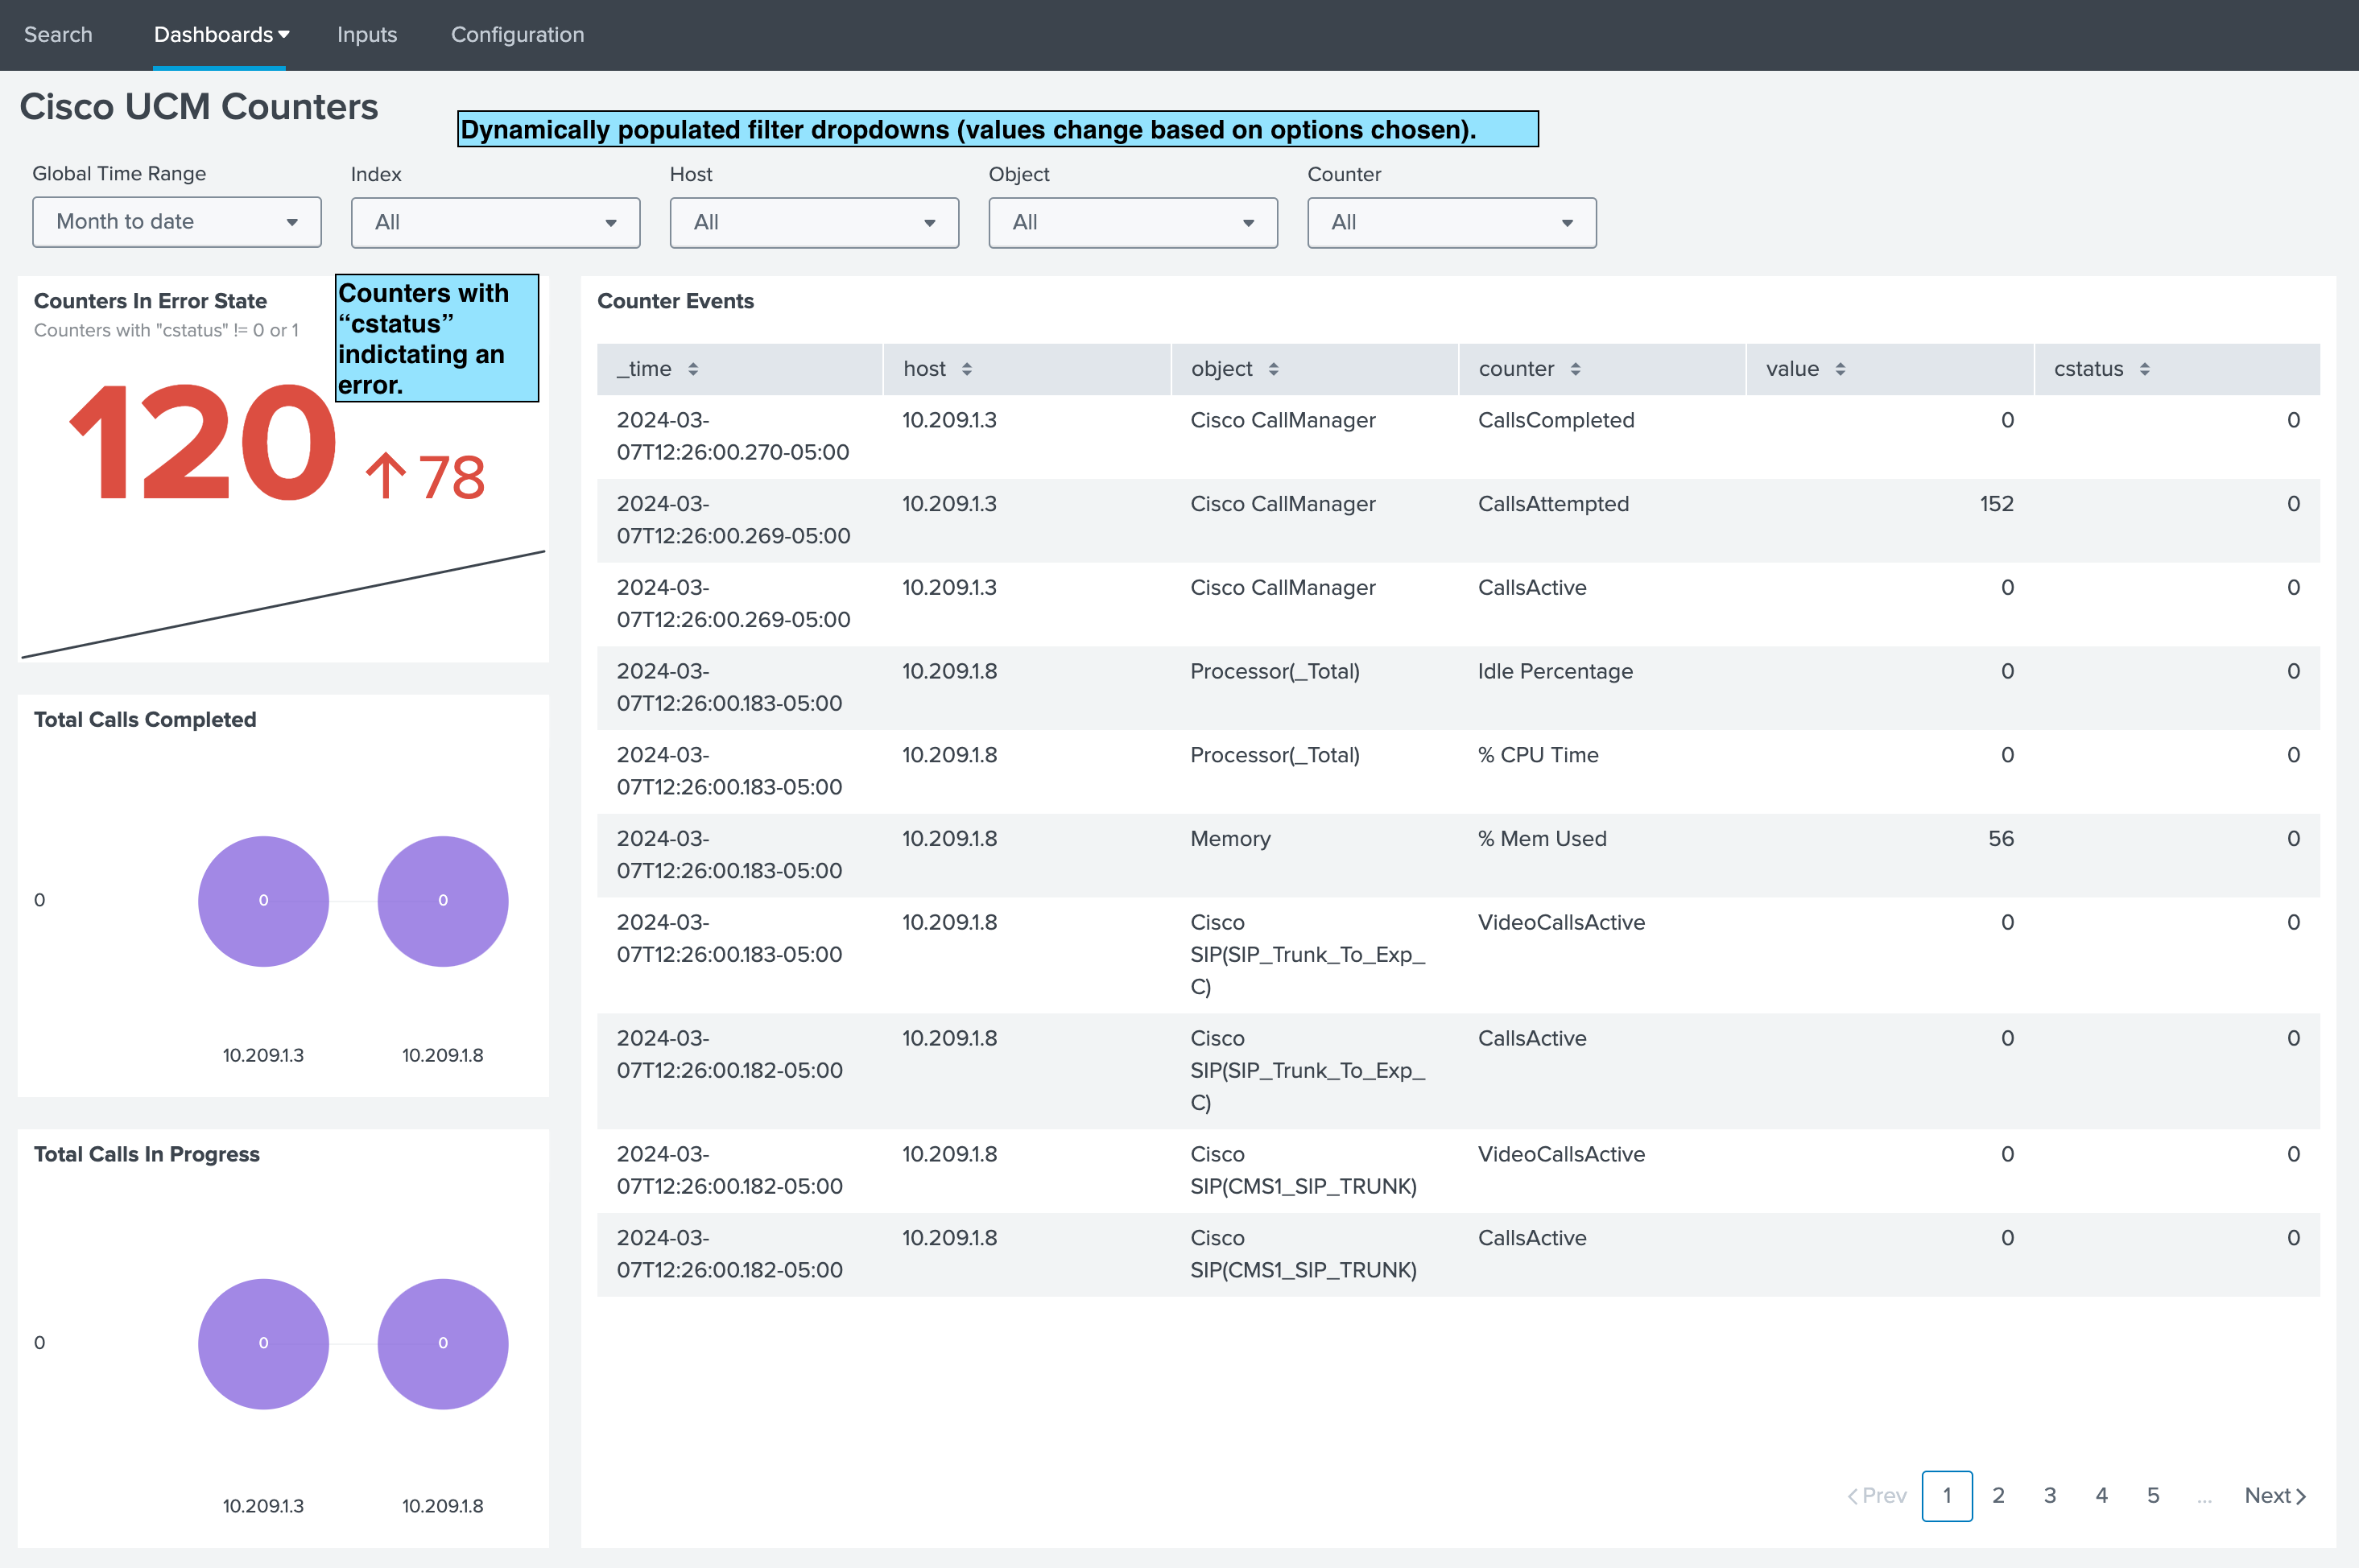 Search Dashboards Inputs Configuration
Cisco UCM Counters
Dynamically populated filter dropdowns (values change based on options chosen).
Global Time Range Index Host Object Counter
Month to date All All All All
Counters In Error State
Counters with "cstatus" != 0 or 1
Counters with
“cstatus”
indictating an
error.
120 ↑ 78
Total Calls Completed
0 0 0
10.209.1.3 10.209.1.8
Total Calls In Progress
0 0 0
10.209.1.3 10.209.1.8
Counter Events
_time host object counter value cstatus
2024-03- 10.209.1.3 Cisco CallManager CallsCompleted 0 0
07T12:26:00.270-05:00
2024-03- 10.209.1.3 Cisco CallManager CallsAttempted 152 0
07T12:26:00.269-05:00
2024-03- 10.209.1.3 Cisco CallManager CallsActive 0 0
07T12:26:00.269-05:00
2024-03- 10.209.1.8 Processor(_Total) Idle Percentage 0 0
07T12:26:00.183-05:00
2024-03- 10.209.1.8 Processor(_Total) % CPU Time 0 0
07T12:26:00.183-05:00
2024-03- 10.209.1.8 Memory % Mem Used 56 0
07T12:26:00.183-05:00
2024-03- 10.209.1.8 Cisco VideoCallsActive 0 0
07T12:26:00.183-05:00 SIP(SIP_Trunk_To_Exp_
C)
2024-03- 10.209.1.8 Cisco CallsActive 0 0
07T12:26:00.182-05:00 SIP(SIP_Trunk_To_Exp_
C)
2024-03- 10.209.1.8 Cisco VideoCallsActive 0 0
07T12:26:00.182-05:00 SIP(CMS1_SIP_TRUNK)
2024-03- 10.209.1.8 Cisco CallsActive 0 0
07T12:26:00.182-05:00 SIP(CMS1_SIP_TRUNK)
Prev 1 2 3 4 5 ... Next